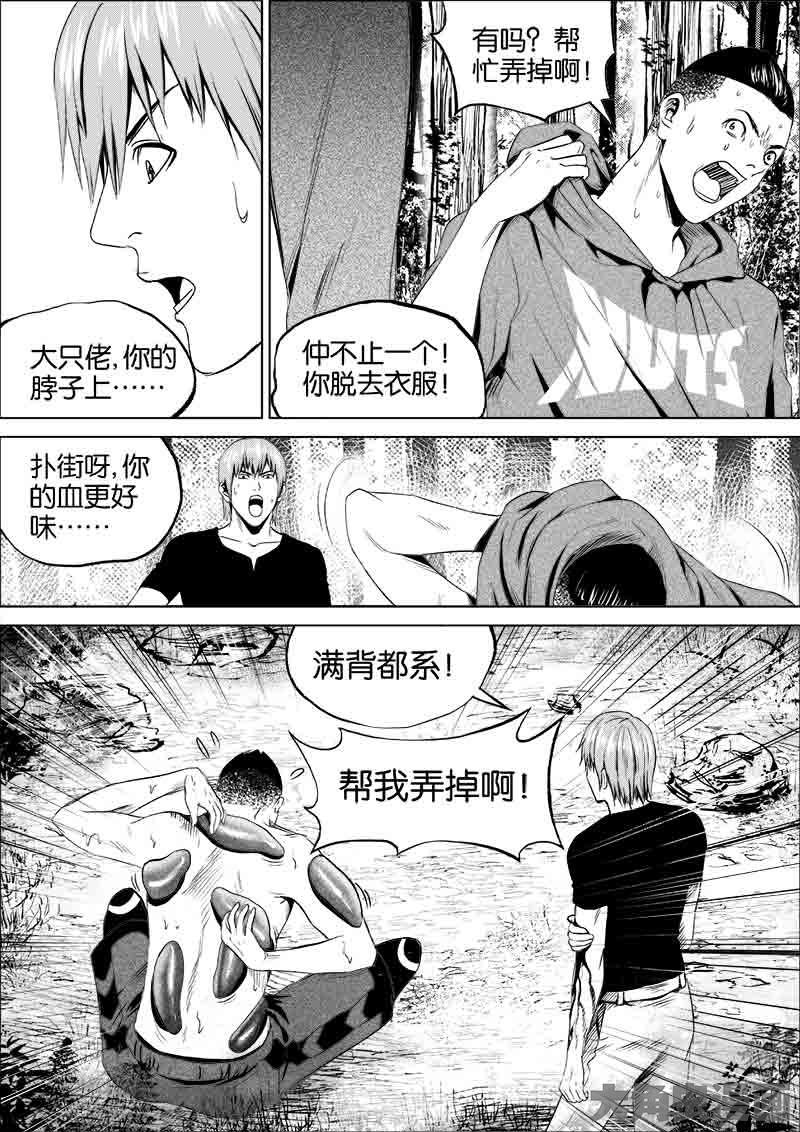 大只佬，你的
脖子上……
有吗？帮
忙弄掉啊！
仲不止一个！
你脱去衣服！
NUTS
扑街呀，你
的血更好
味……
满背都系！
帮我弄掉啊！